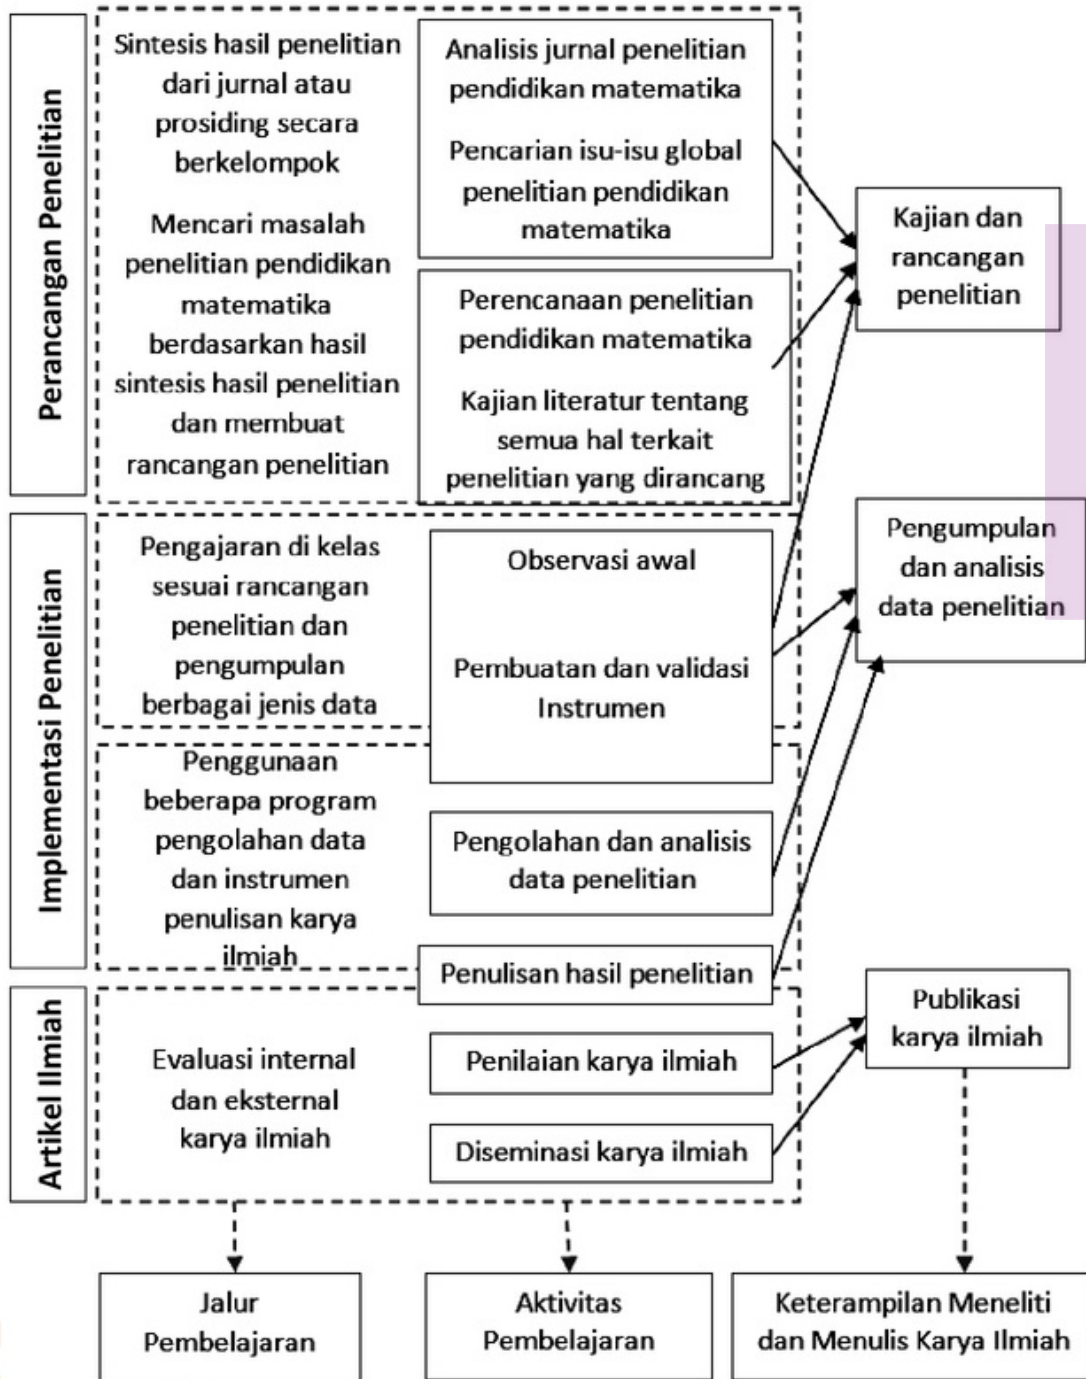 Perancangan Penelitian
Sintesis hasil penelitian
dari jurnal atau
prosiding secara
berkelompok
Mencari masalah
penelitian pendidikan
matematika
berdasarkan hasil
sintesis hasil penelitian
dan membuat
rancangan penelitian
Analisis jurnal penelitian
pendidikan matematika
Pencarian isu-isu global
penelitian pendidikan
matematika
Perencanaan penelitian
pendidikan matematika
Kajian literatur tentang
semua hal terkait
penelitian yang dirancang
Kajian dan
rancangan
penelitian
Implementasi Penelitian
Pengajaran di kelas
sesuai rancangan
penelitian dan
pengumpulan
berbagai jenis data
Observasi awal
Pembuatan dan validasi
Instrumen
Pengumpulan
dan analisis
data penelitian
Penggunaan
beberapa program
pengolahan data
dan instrumen
penulisan karya
ilmiah
Pengolahan dan analisis
data penelitian
Penulisan hasil penelitian
Artikel Ilmiah
Evaluasi internal
dan eksternal
karya ilmiah
Penilaian karya ilmiah
Diseminasi karya ilmiah
Publikasi
karya ilmiah
Jalur
Pembelajaran
Aktivitas
Pembelajaran
Keterampilan Meneliti
dan Menulis Karya Ilmiah